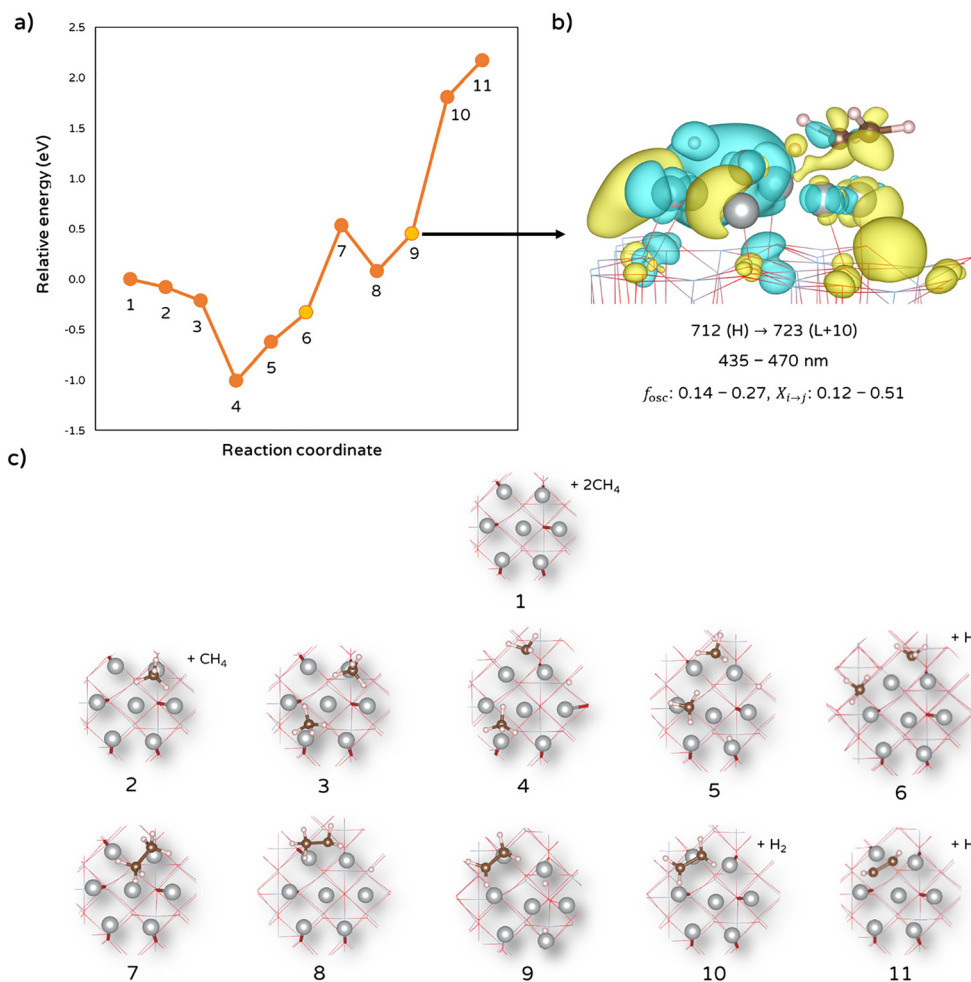 a)
b)
2.5
2.0
1.5
1.0
0.5
0.0
-0.5
-1.0
-1.5
Relative energy (eV)
1
2
3
4
5
6
7
8
9
10
11
Reaction coordinate
712 (H) → 723 (L+10)
435 – 470 nm
f_osc: 0.14 – 0.27, X_i→j: 0.12 – 0.51
c)
+ 2CH₄
1
+ CH₄
+ H
2
3
4
5
6
+ H₂
+ H
7
8
9
10
11